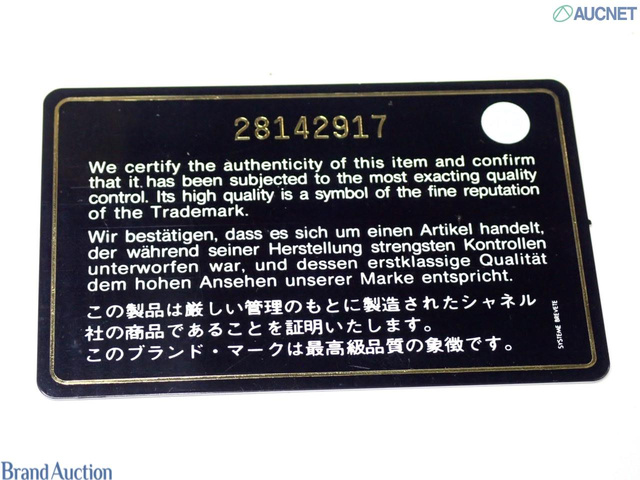 AUCNET
28142917
We certify the authenticity of this item and confirm
that it has been subjected to the most exacting quality
control. Its high quality is a symbol of the fine reputation
of the Trademark.
Wir bestätigen, dass es sich um einen Artikel handelt,
der während seiner Herstellung strengsten Kontrollen
unterworfen war, und dessen erstklassige Qualität
dem hohen Ansehen unserer Marke entspricht.
この製品は厳しい管理のもとに製造されたシャネル
社の商品であることを証明いたします。
このブランド・マークは最高級品質の象徴です。
SYSTEME BREVETE
Brand Auction